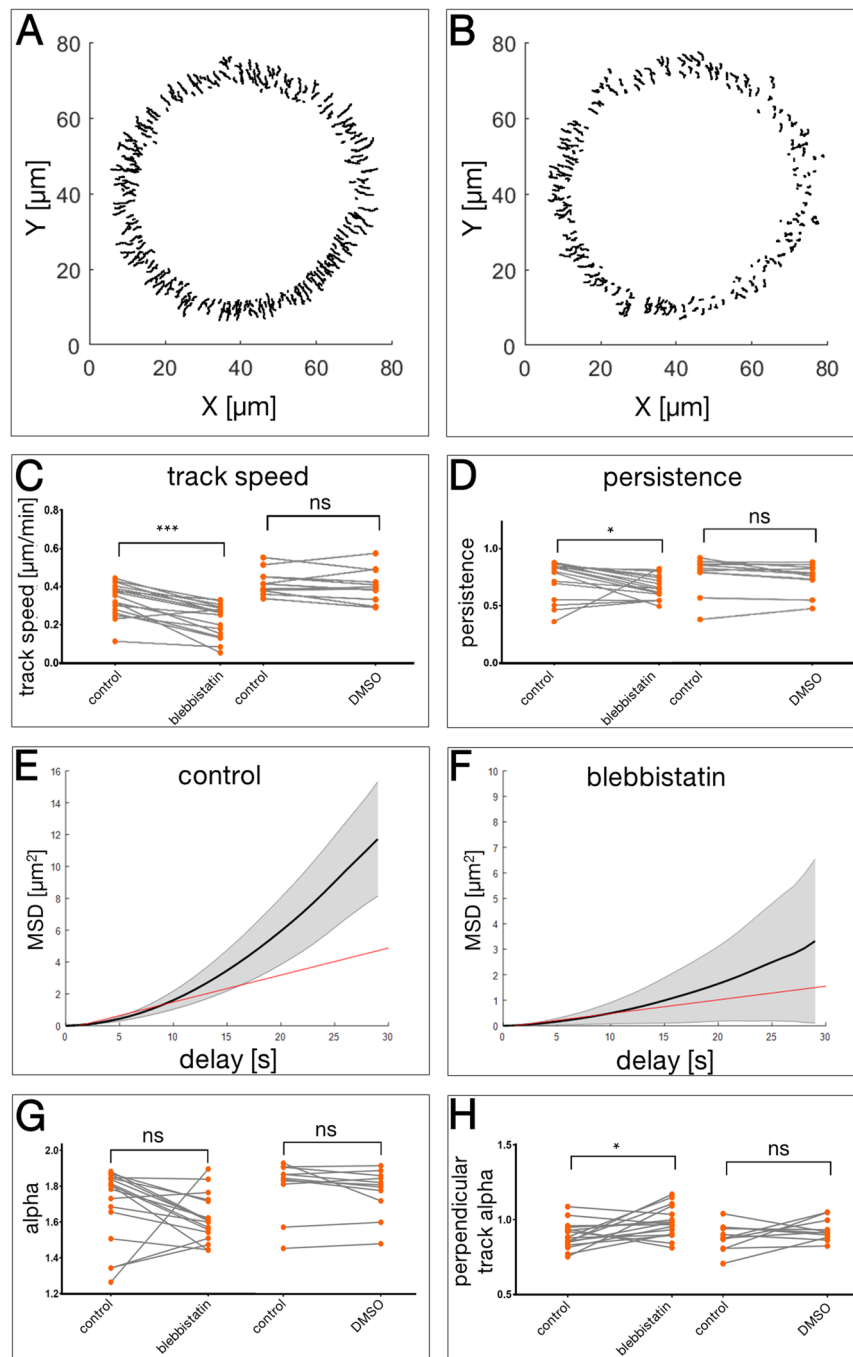 A
80
60
40
20
0
Y [µm]
0 20 40 60 80
X [µm]
B
80
60
40
20
0
Y [µm]
0 20 40 60 80
X [µm]
C
track speed
track speed [µm/min]
0.8
0.6
0.4
0.2
0.0
***
ns
control
blebbistatin
control
DMSO
D
persistence
persistence
1.0
0.5
0.0
*
ns
control
blebbistatin
control
DMSO
E
control
MSD [µm²]
16
14
12
10
8
6
4
2
0
0 5 10 15 20 25 30
delay [s]
F
blebbistatin
MSD [µm²]
10
9
8
7
6
5
4
3
2
1
0
0 5 10 15 20 25 30
delay [s]
G
alpha
2.0
1.8
1.6
1.4
1.2
ns
ns
control
blebbistatin
control
DMSO
H
perpendicular
track alpha
1.5
1.0
0.5
*
ns
control
blebbistatin
control
DMSO